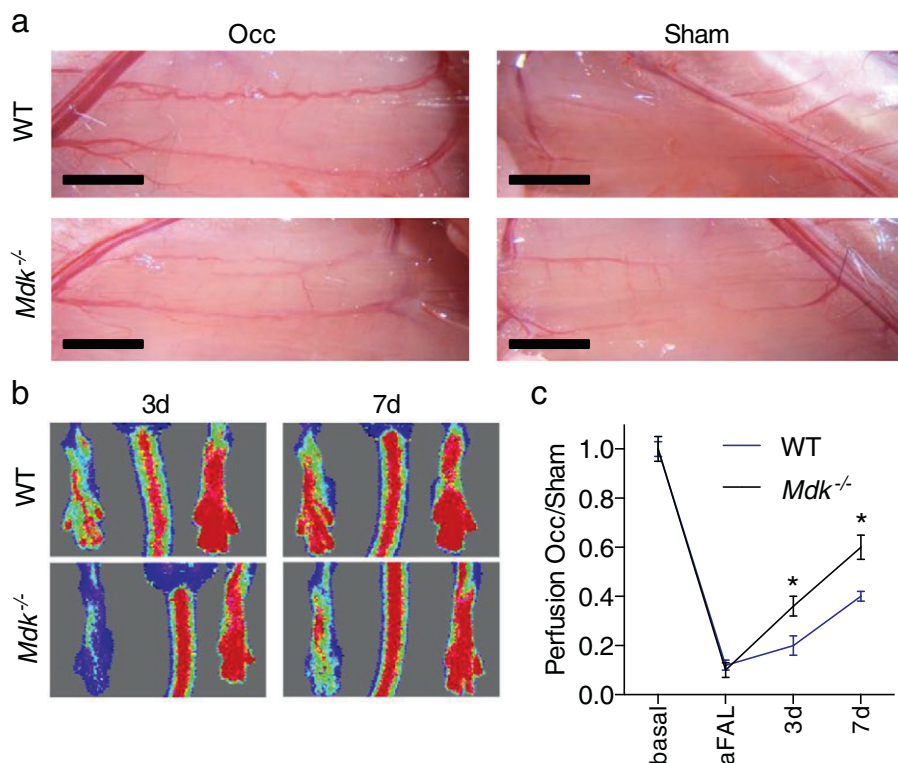 a
Occ
Sham
WT
Mdk-/-
b
3d
7d
WT
Mdk-/-
c
WT
Mdk-/-
Perfusion Occ/Sham
1.0
0.8
0.6
0.4
0.2
0.0
*
*
basal
aFAL
3d
7d